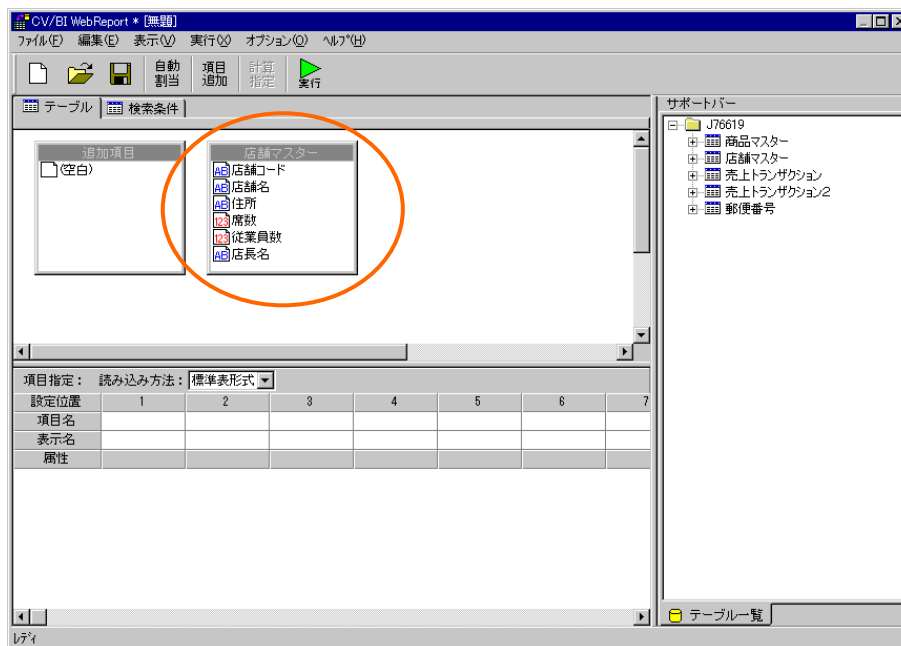 CV/BI WebReport * [無題]
ﾌｧｲﾙ(F) 編集(E) 表示(V) 実行(X) オプション(O) ﾍﾙﾌﾟ(H)
自動割当 項目追加 計算指定 実行
テーブル 検索条件
追加項目
(空白)
店舗マスター
店舗コード
店舗名
住所
席数
従業員数
店長名
サポートバー
J76619
商品マスター
店舗マスター
売上トランザクション
売上トランザクション2
郵便番号
項目指定： 読み込み方法： 標準表形式
設定位置 1 2 3 4 5 6 7
項目名
表示名
属性
テーブル一覧
ﾚﾃﾞｨ